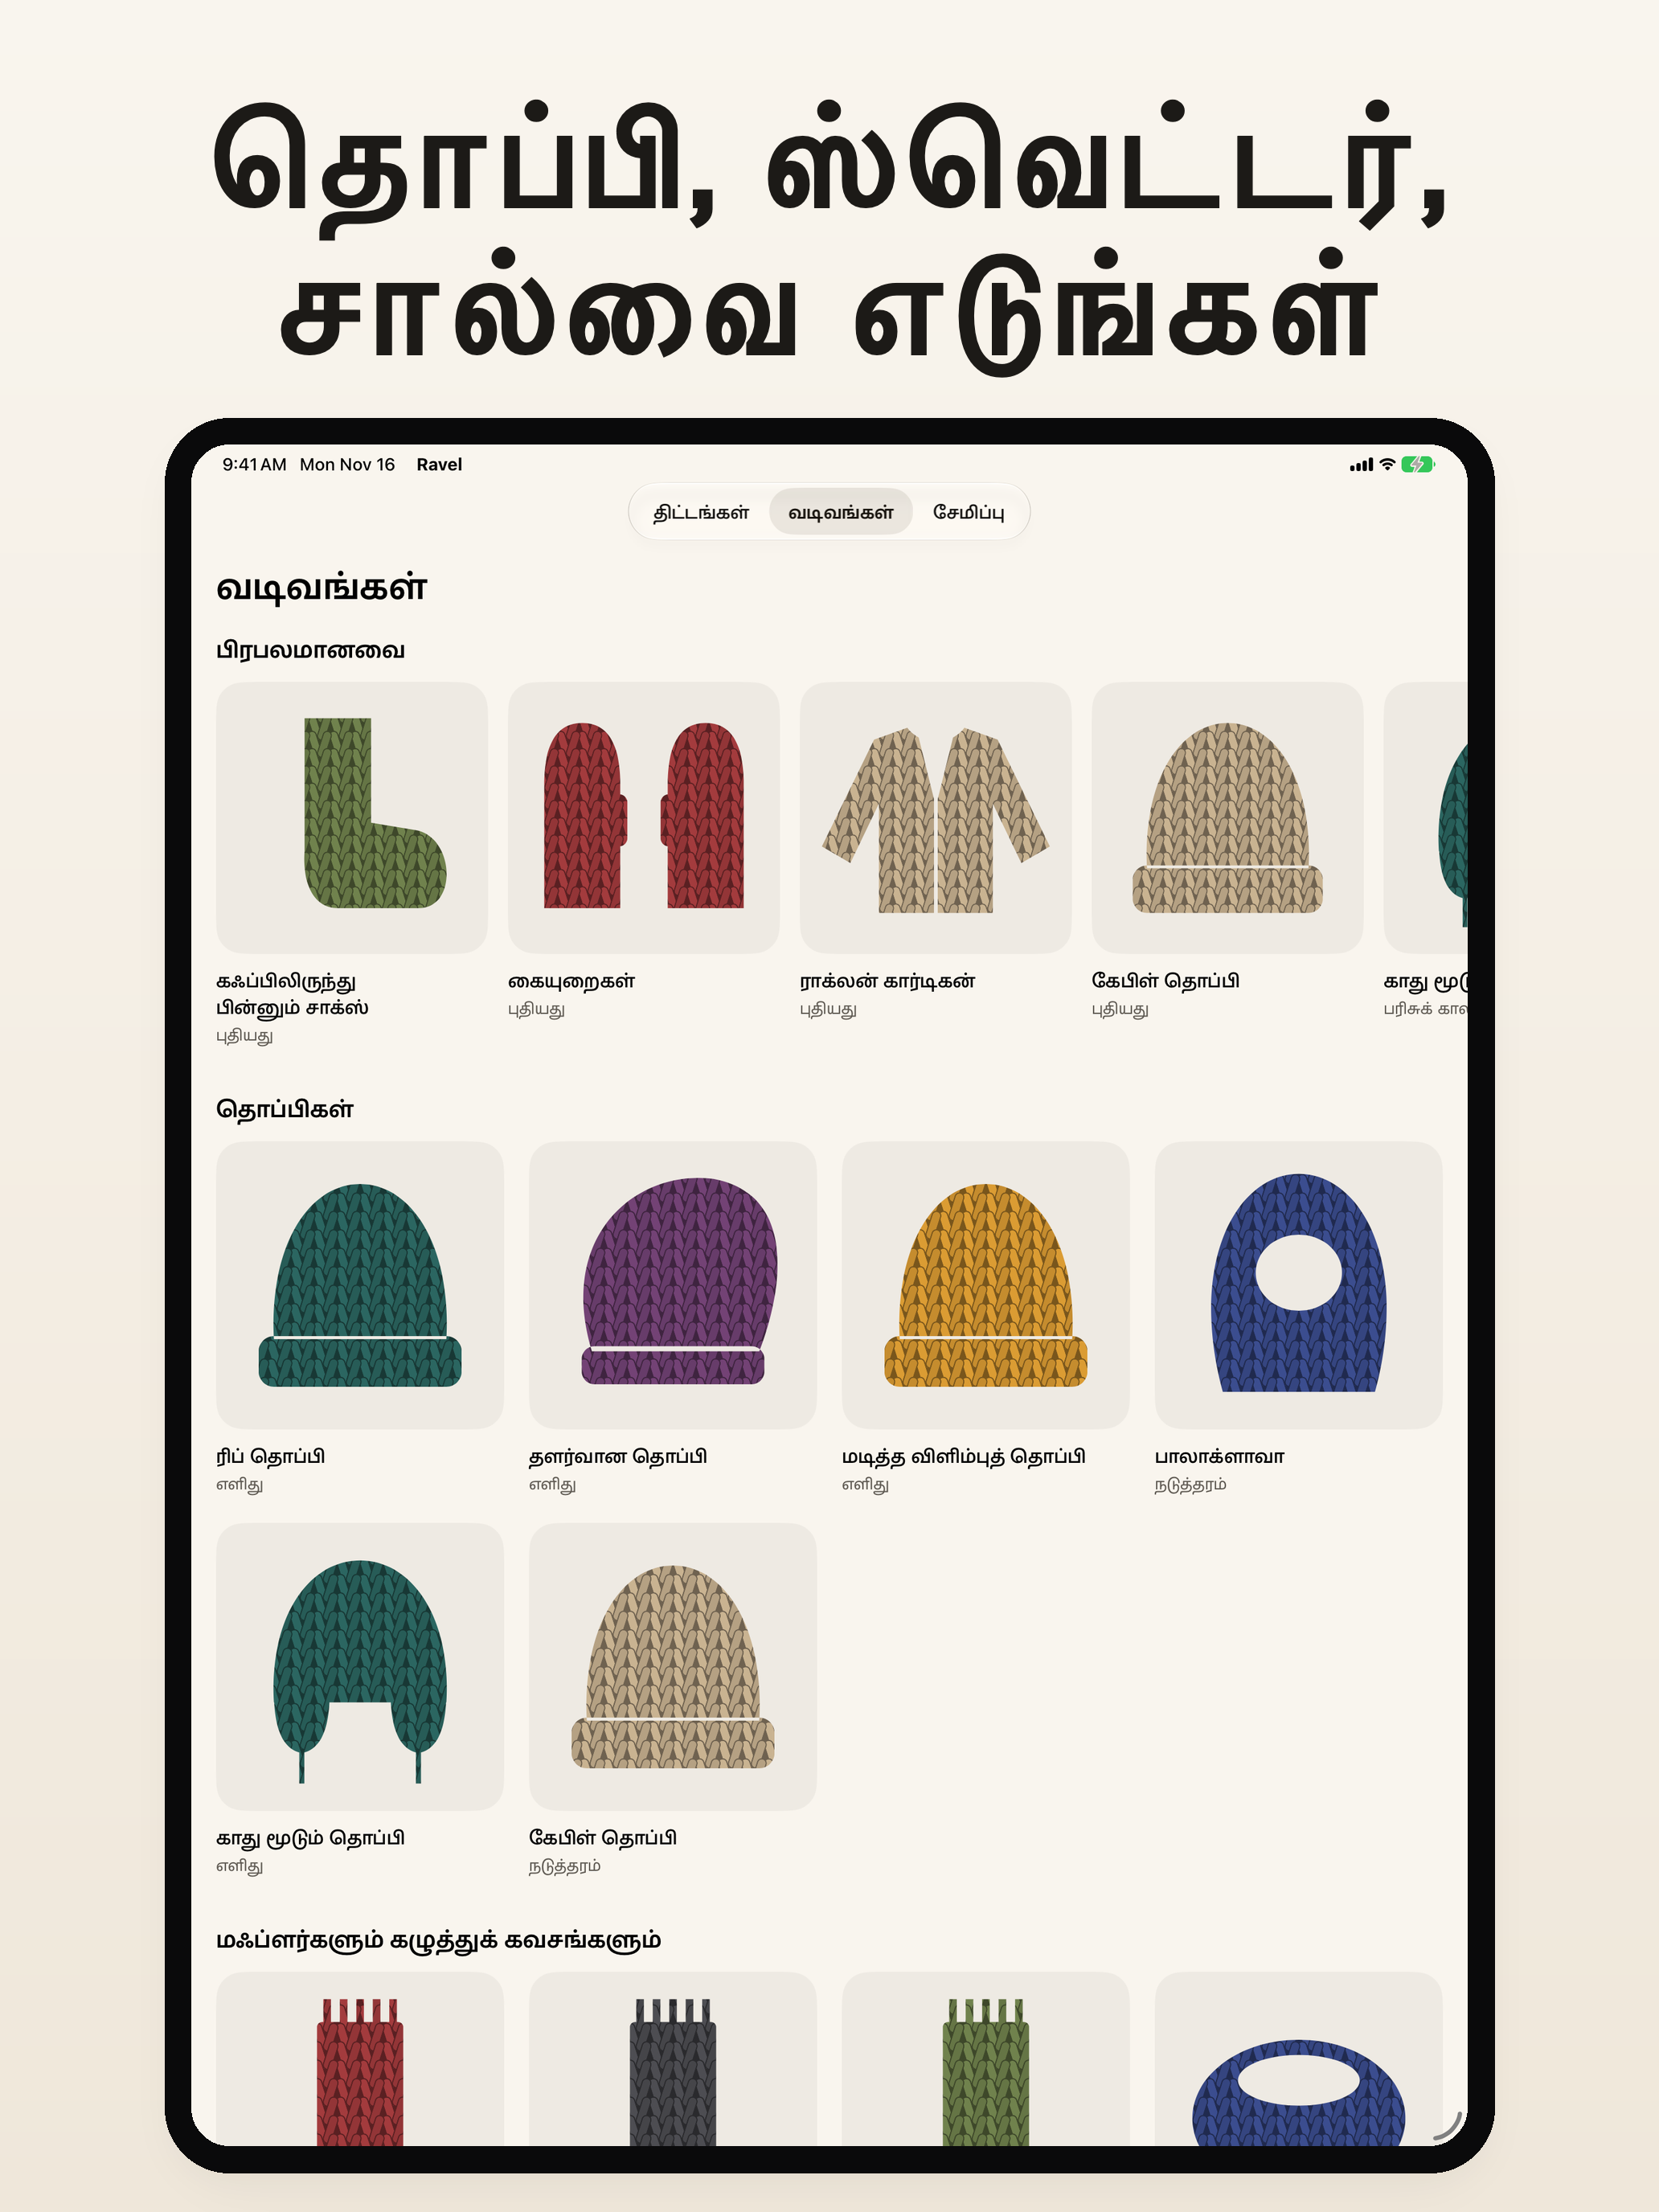 தொப்பி, ஸ்வெட்டர்,
சால்வை எடுங்கள்
9:41 AM Mon Nov 16 Ravel
திட்டங்கள் வடிவங்கள் சேமிப்பு
வடிவங்கள்
பிரபலமானவை
கஃப்பிலிருந்து
பின்னும் சாக்ஸ்
புதியது
கையுறைகள்
புதியது
ராக்லன் கார்டிகன்
புதியது
கேபிள் தொப்பி
புதியது
காது
பரிசுக்
தொப்பிகள்
ரிப் தொப்பி
எளிது
தளர்வான தொப்பி
எளிது
மடித்த விளிம்புத் தொப்பி
எளிது
பாலாக்ளாவா
நடுத்தரம்
காது மூடும் தொப்பி
எளிது
கேபிள் தொப்பி
நடுத்தரம்
மஃப்ளர்களும் கழுத்துக் கவசங்களும்